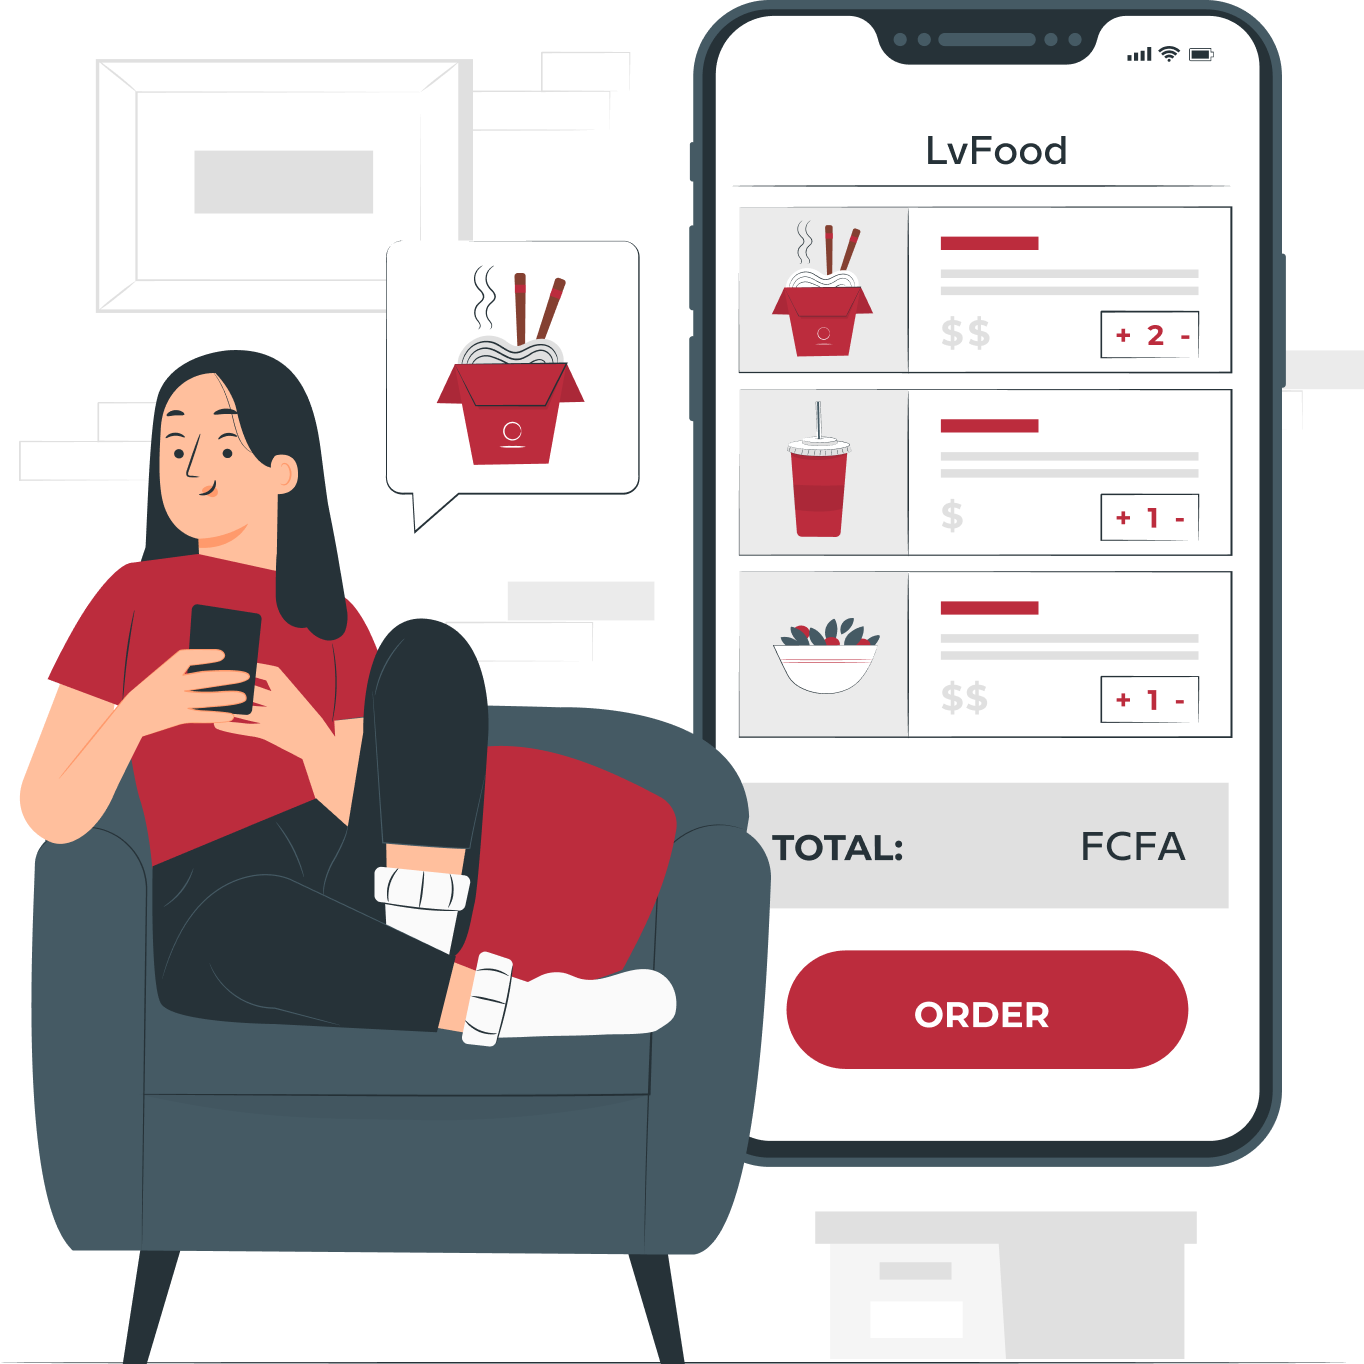 LvFood
$$
+ 2 -
$
+ 1 -
$$
+ 1 -
TOTAL: FCFA
ORDER